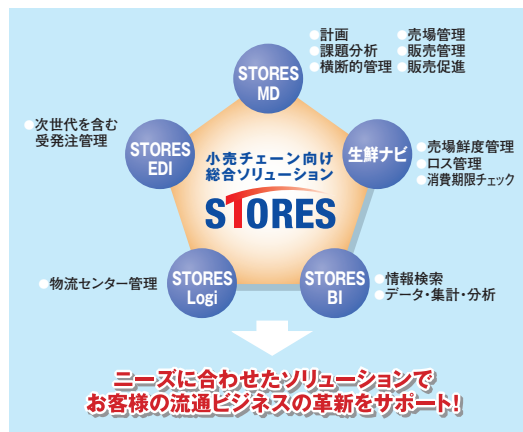 ●計画 ●売場管理
●課題分析 ●販売管理
●横断的管理 ●販売促進
STORES
MD
●次世代を含む
受発注管理
STORES
EDI
小売チェーン向け
総合ソリューション
STORES
生鮮ナビ
●売場鮮度管理
●ロス管理
●消費期限チェック
●物流センター管理
STORES
Logi
STORES
BI
●情報検索
●データ・集計・分析
ニーズに合わせたソリューションで
お客様の流通ビジネスの革新をサポート!